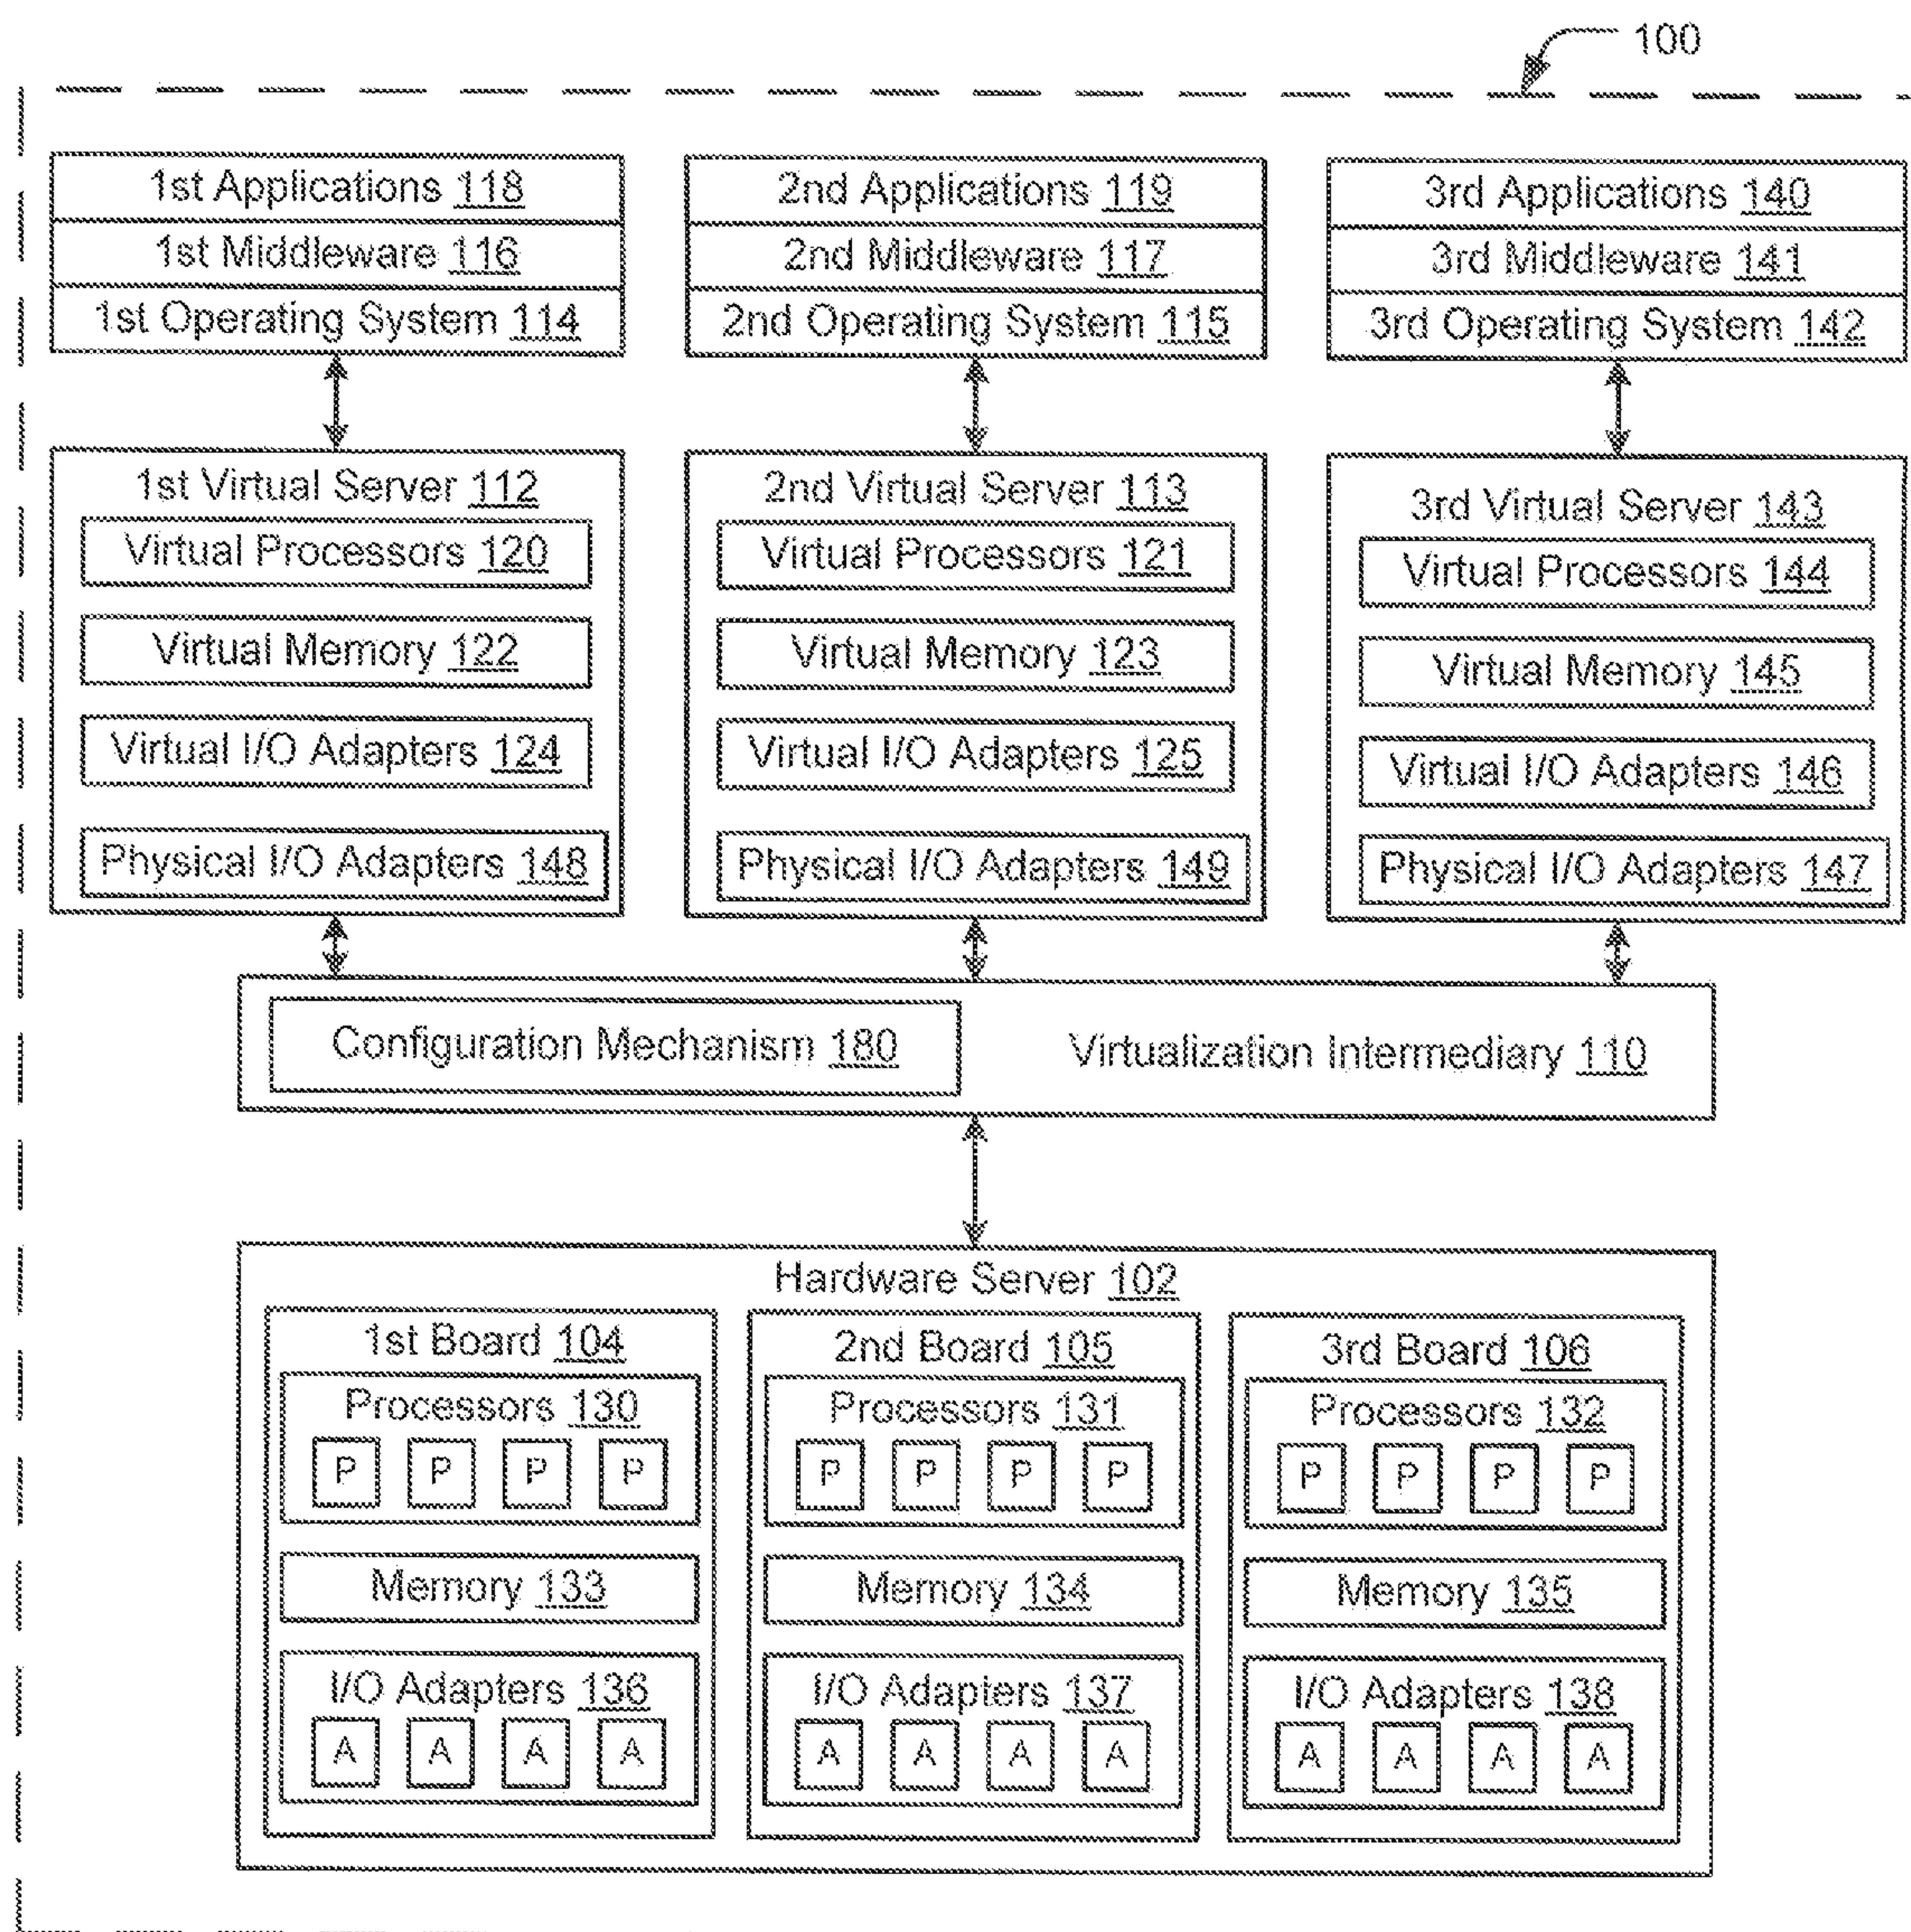 100
1st Applications 118
1st Middleware 116
1st Operating System 114
2nd Applications 119
2nd Middleware 117
2nd Operating System 115
3rd Applications 140
3rd Middleware 141
3rd Operating System 142
1st Virtual Server 112
Virtual Processors 120
Virtual Memory 122
Virtual I/O Adapters 124
Physical I/O Adapters 148
2nd Virtual Server 113
Virtual Processors 121
Virtual Memory 123
Virtual I/O Adapters 125
Physical I/O Adapters 149
3rd Virtual Server 143
Virtual Processors 144
Virtual Memory 145
Virtual I/O Adapters 146
Physical I/O Adapters 147
Configuration Mechanism 180
Virtualization Intermediary 110
Hardware Server 102
1st Board 104
Processors 130
P P P P
Memory 133
I/O Adapters 136
A A A A
2nd Board 105
Processors 131
P P P P
Memory 134
I/O Adapters 137
A A A A
3rd Board 106
Processors 132
P P P P
Memory 135
I/O Adapters 138
A A A A